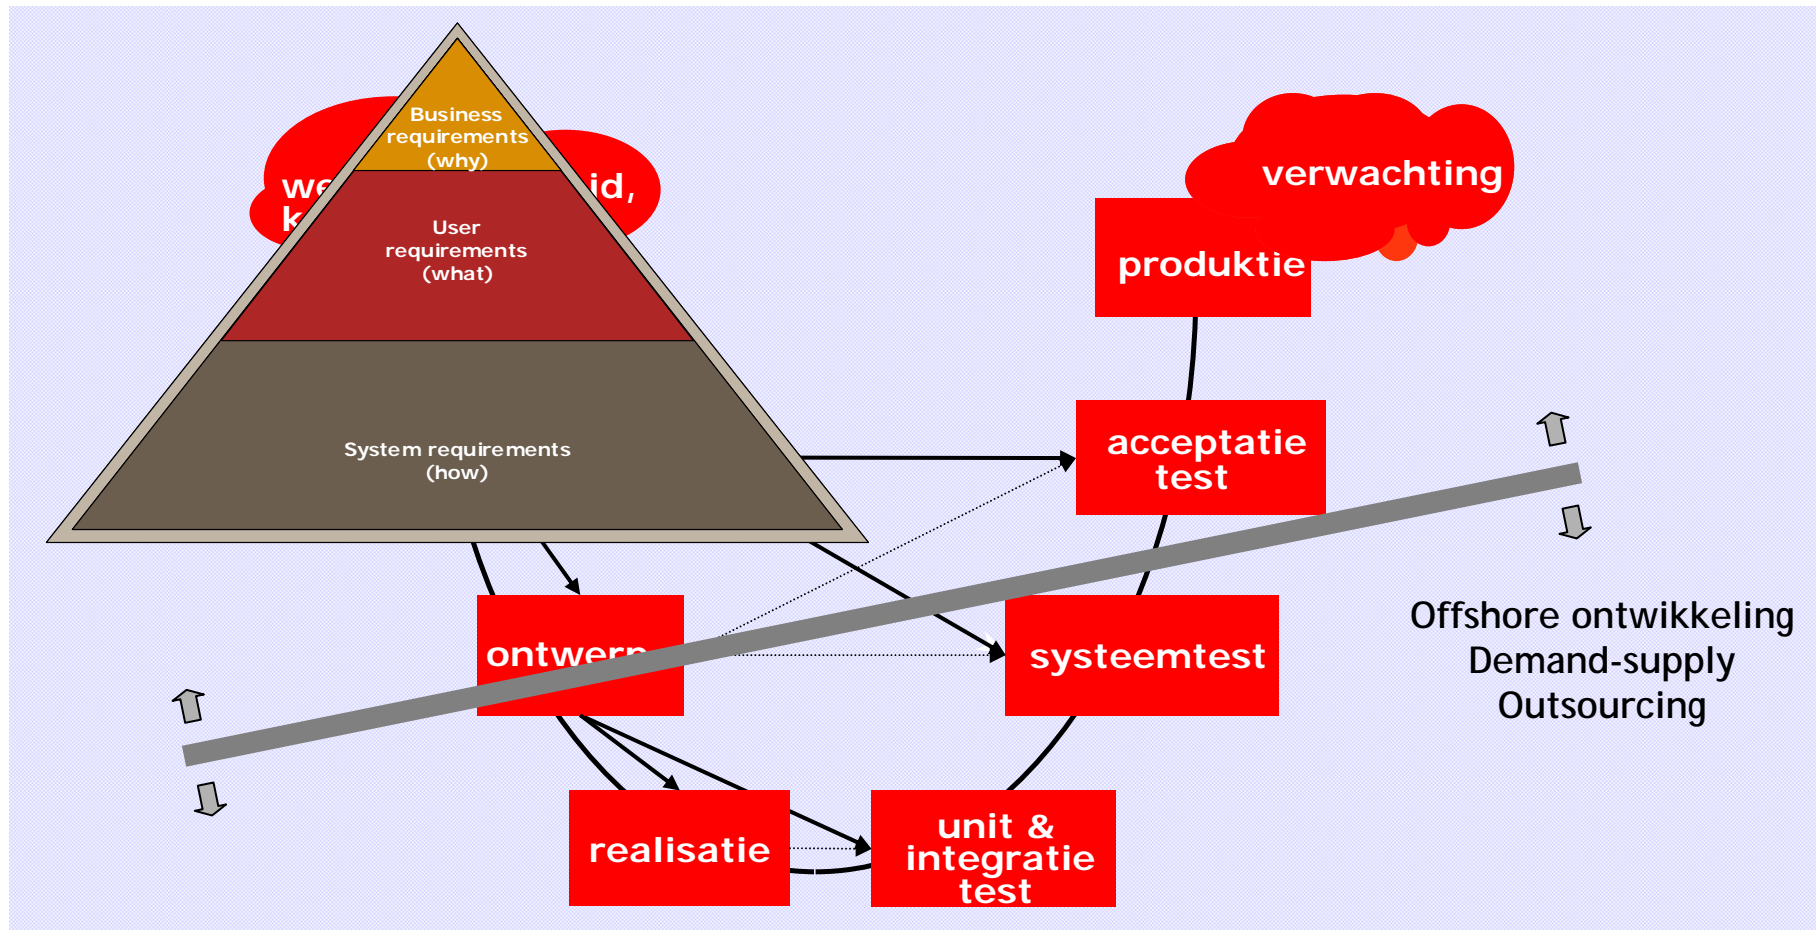 Business
requirements
(why)
User
requirements
(what)
System requirements
(how)
verwachting
produktie
acceptatie
test
systeemtest
realisatie
unit &
integratie
test
Offshore ontwikkeling
Demand-supply
Outsourcing